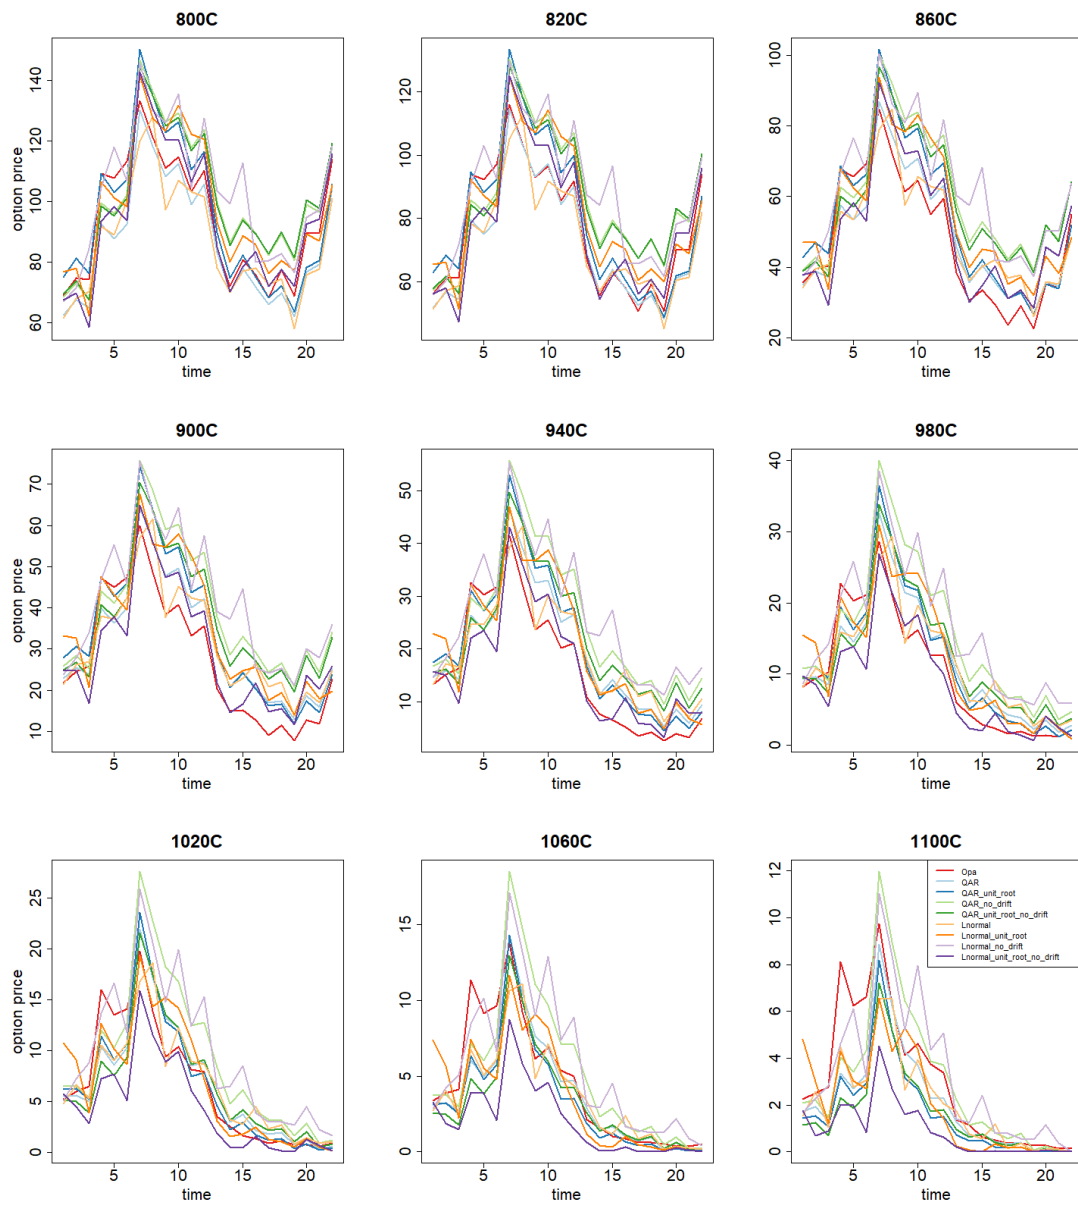 800C
820C
860C
option price
60 80 100 120 140
60 80 100 120
20 40 60 80 100
5 10 15 20
5 10 15 20
5 10 15 20
time
time
time
900C
940C
980C
option price
10 20 30 40 50 60 70
10 20 30 40 50
0 10 20 30 40
5 10 15 20
5 10 15 20
5 10 15 20
time
time
time
1020C
1060C
1100C
option price
0 5 10 15 20 25
0 5 10 15
0 2 4 6 8 10 12
Opa
QAR
QAR_unit_root
QAR_no_drift
QAR_unit_root_no_drift
Lnormal
Lnormal_unit_root
Lnormal_no_drift
Lnormal_unit_root_no_drift
5 10 15 20
5 10 15 20
5 10 15 20
time
time
time